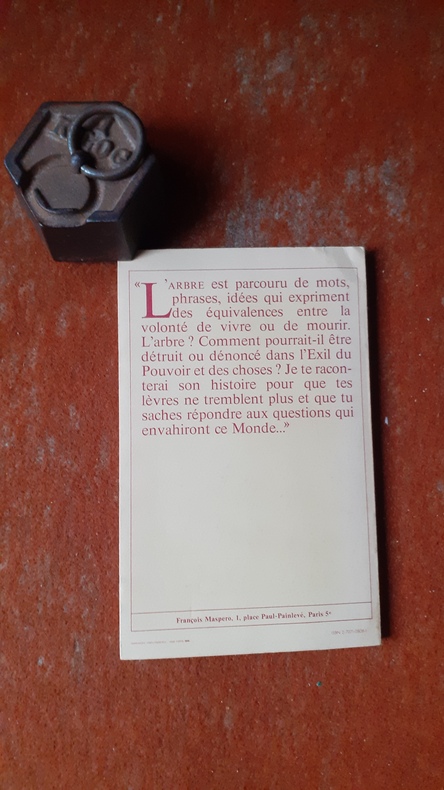 «L'ARBRE est parcouru de mots,
phrases, idées qui expriment
des équivalences entre la
volonté de vivre ou de mourir.
L'arbre ? Comment pourrait-il être
détruit ou dénoncé dans l'Exil du
Pouvoir et des choses ? Je te racon-
terai son histoire pour que tes
lèvres ne tremblent plus et que tu
saches répondre aux questions qui
envahiront ce Monde...»
François Maspero, 1, place Paul-Painlevé, Paris 5e